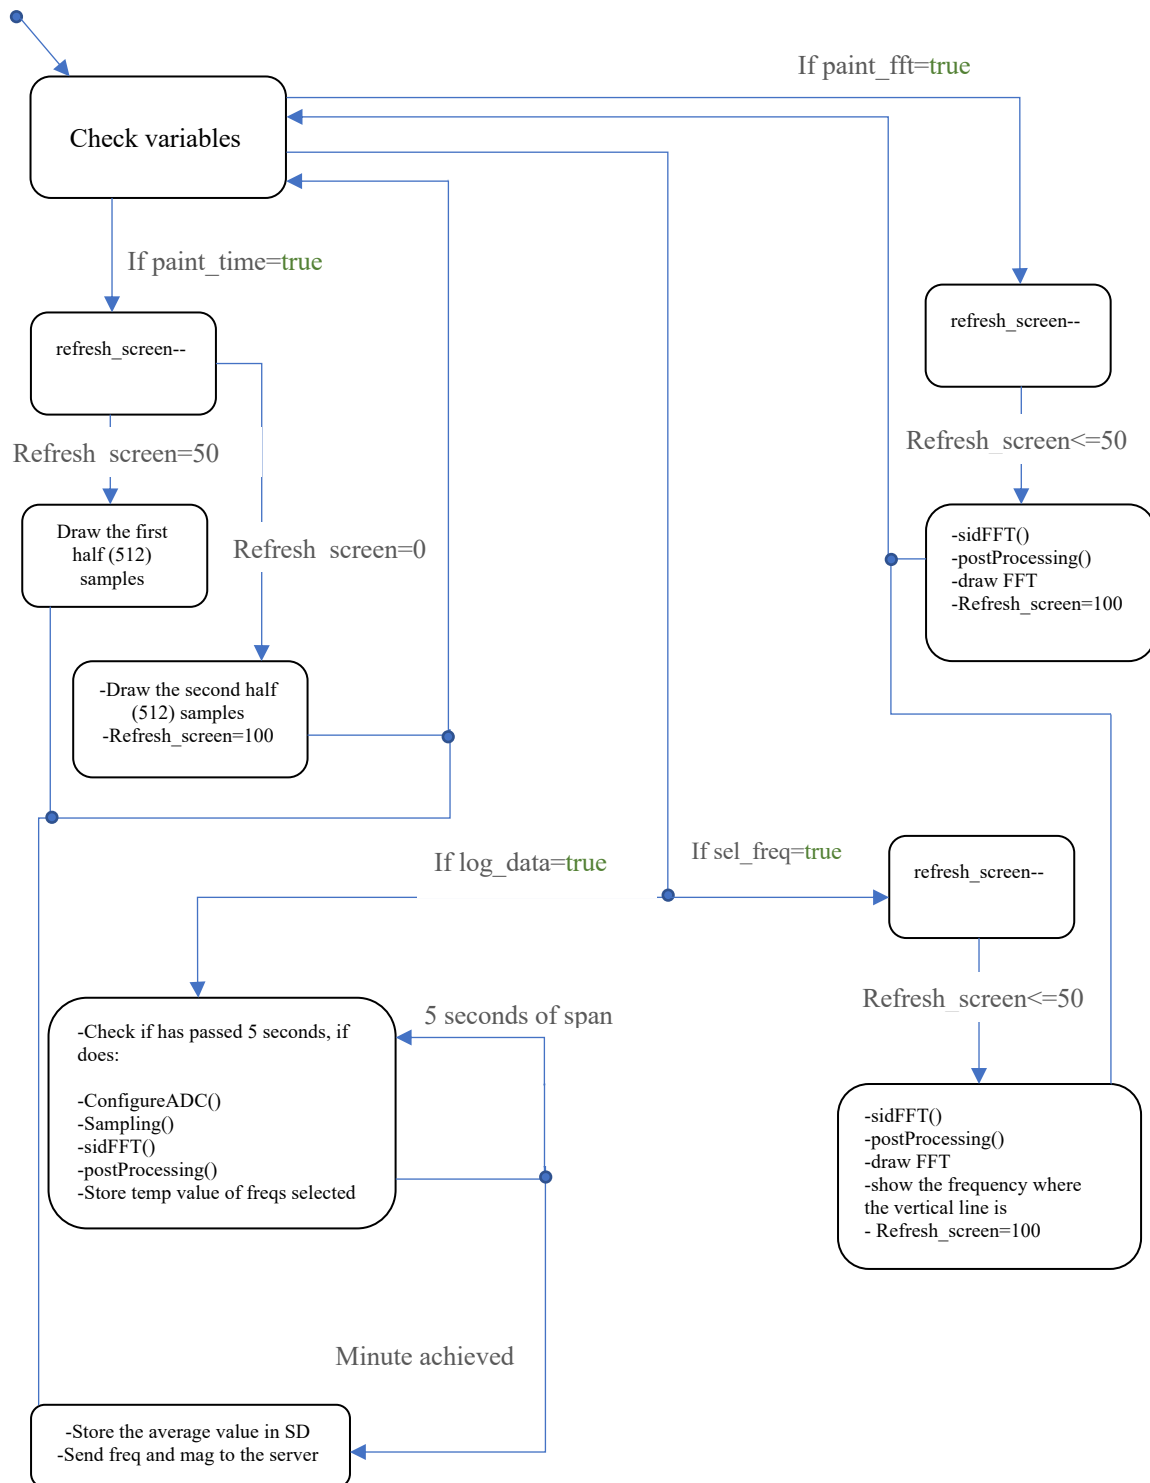 If paint_fft=true
Check variables
If paint_time=true
refresh_screen--
refresh_screen--
Refresh_screen=50
Refresh_screen<=50
Draw the first
half (512)
samples
Refresh_screen=0
-sidFFT()
-postProcessing()
-draw FFT
-Refresh_screen=100
-Draw the second half
(512) samples
-Refresh_screen=100
If log_data=true
If sel_freq=true
refresh_screen--
Refresh_screen<=50
5 seconds of span
-Check if has passed 5 seconds, if
does:
-ConfigureADC()
-Sampling()
-sidFFT()
-postProcessing()
-Store temp value of freqs selected
-sidFFT()
-postProcessing()
-draw FFT
-show the frequency where
the vertical line is
- Refresh_screen=100
Minute achieved
-Store the average value in SD
-Send freq and mag to the server